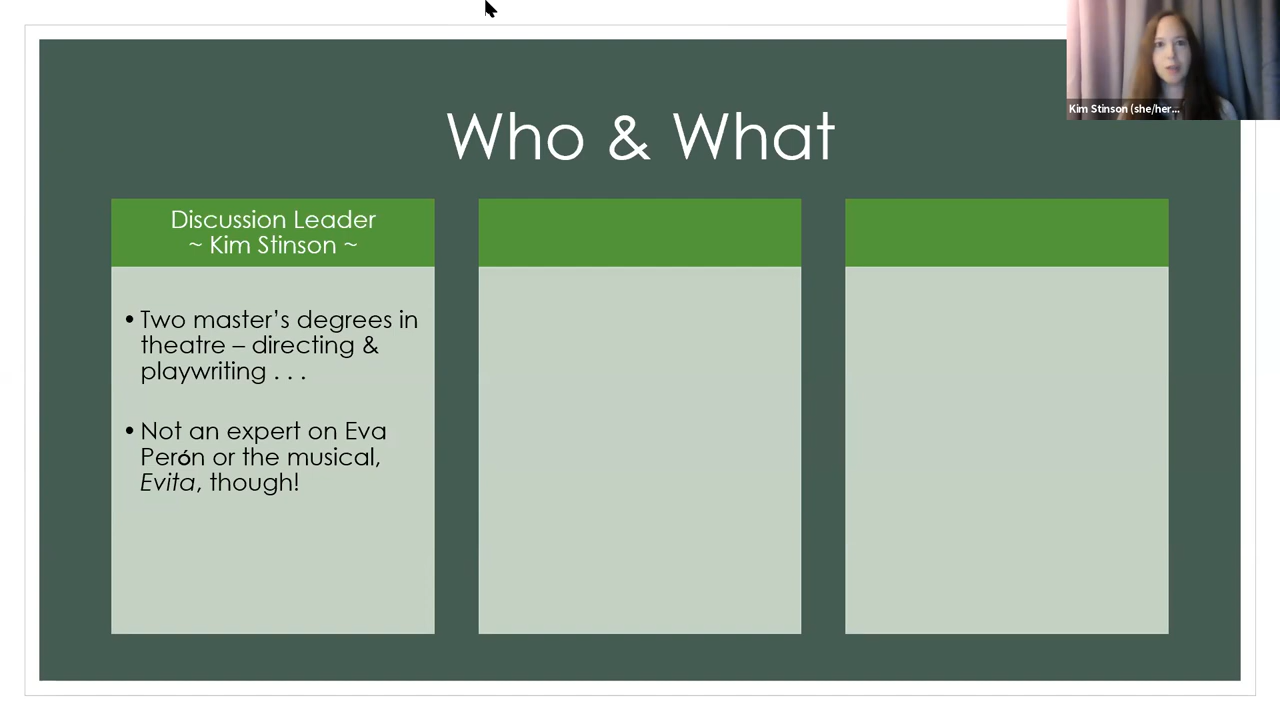 Kim Stinson (she/her...
Who & What
Discussion Leader
~ Kim Stinson ~
• Two master's degrees in
theatre – directing &
playwriting . . .
• Not an expert on Eva
Perón or the musical,
Evita, though!